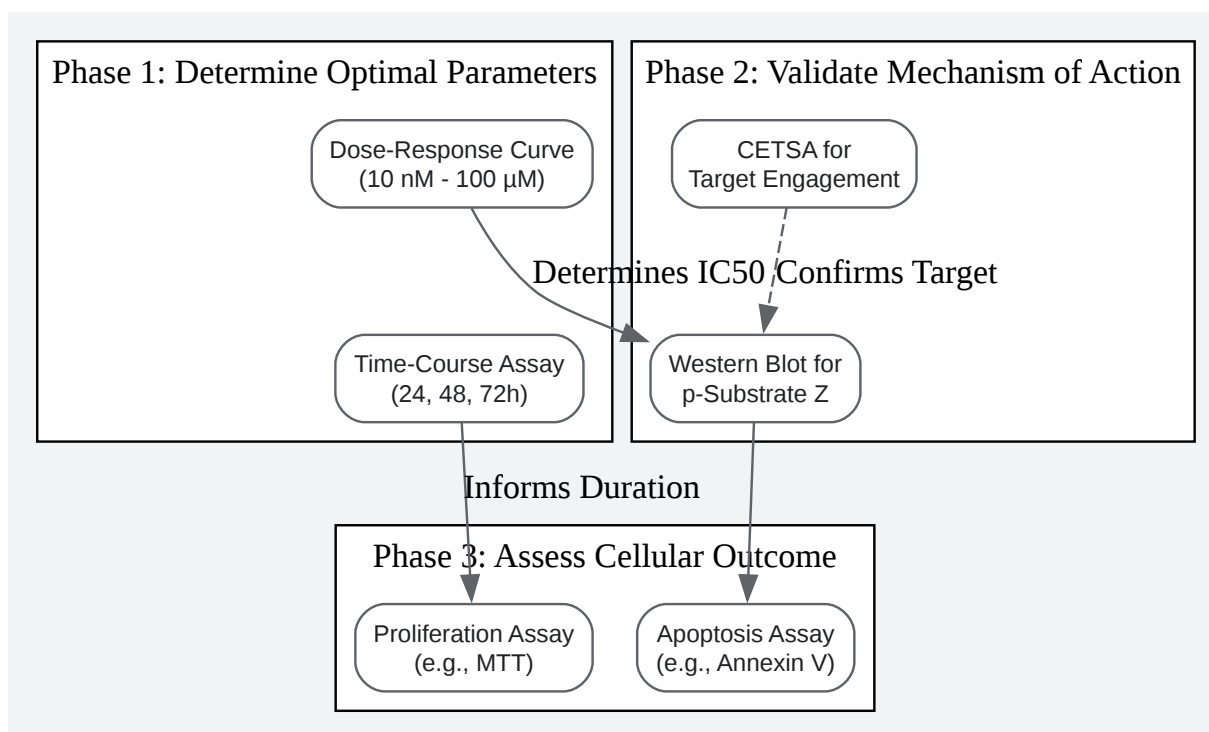 Phase 1: Determine Optimal Parameters
Dose-Response Curve
(10 nM - 100 µM)
Determines IC50
Time-Course Assay
(24, 48, 72h)
Phase 2: Validate Mechanism of Action
CETSA for
Target Engagement
Confirms Target
Western Blot for
p-Substrate Z
Informs Duration
Phase 3: Assess Cellular Outcome
Proliferation Assay
(e.g., MTT)
Apoptosis Assay
(e.g., Annexin V)